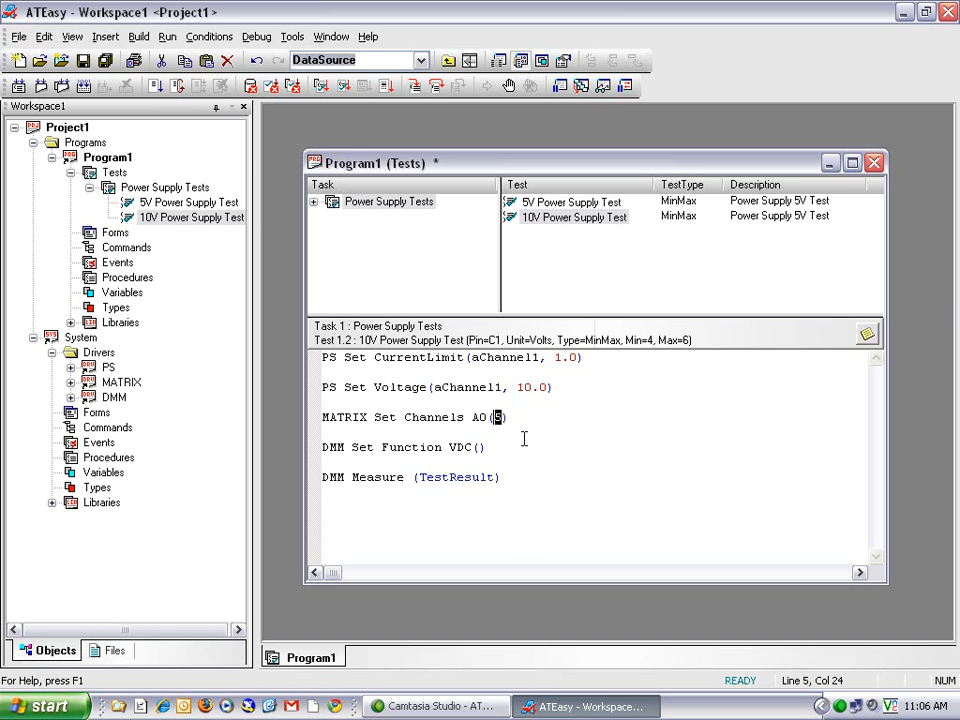 ATEasy - Workspace1 <Project1>
File Edit View Insert Build Run Conditions Debug Tools Window Help
DataSource
Workspace1
Project1
Programs
Program1
Tests
Power Supply Tests
5V Power Supply Test
10V Power Supply Test
Forms
Commands
Events
Procedures
Variables
Types
Libraries
System
Drivers
PS
MATRIX
DMM
Forms
Commands
Events
Procedures
Variables
Types
Libraries
Objects Files
Program1 (Tests) *
Task Test TestType Description
Power Supply Tests 5V Power Supply Test MinMax Power Supply 5V Test
10V Power Supply Test MinMax Power Supply 5V Test
Task 1 : Power Supply Tests
Test 1.2 : 10V Power Supply Test (Pin=C1, Unit=Volts, Type=MinMax, Min=4, Max=6)
PS Set CurrentLimit(aChannel1, 1.0)
PS Set Voltage(aChannel1, 10.0)
MATRIX Set Channels AO(5)
DMM Set Function VDC()
DMM Measure (TestResult)
Program1
For Help, press F1 READY Line 5, Col 24 NUM
start Camtasia Studio - AT... ATEasy - Workspace... 11:06 AM